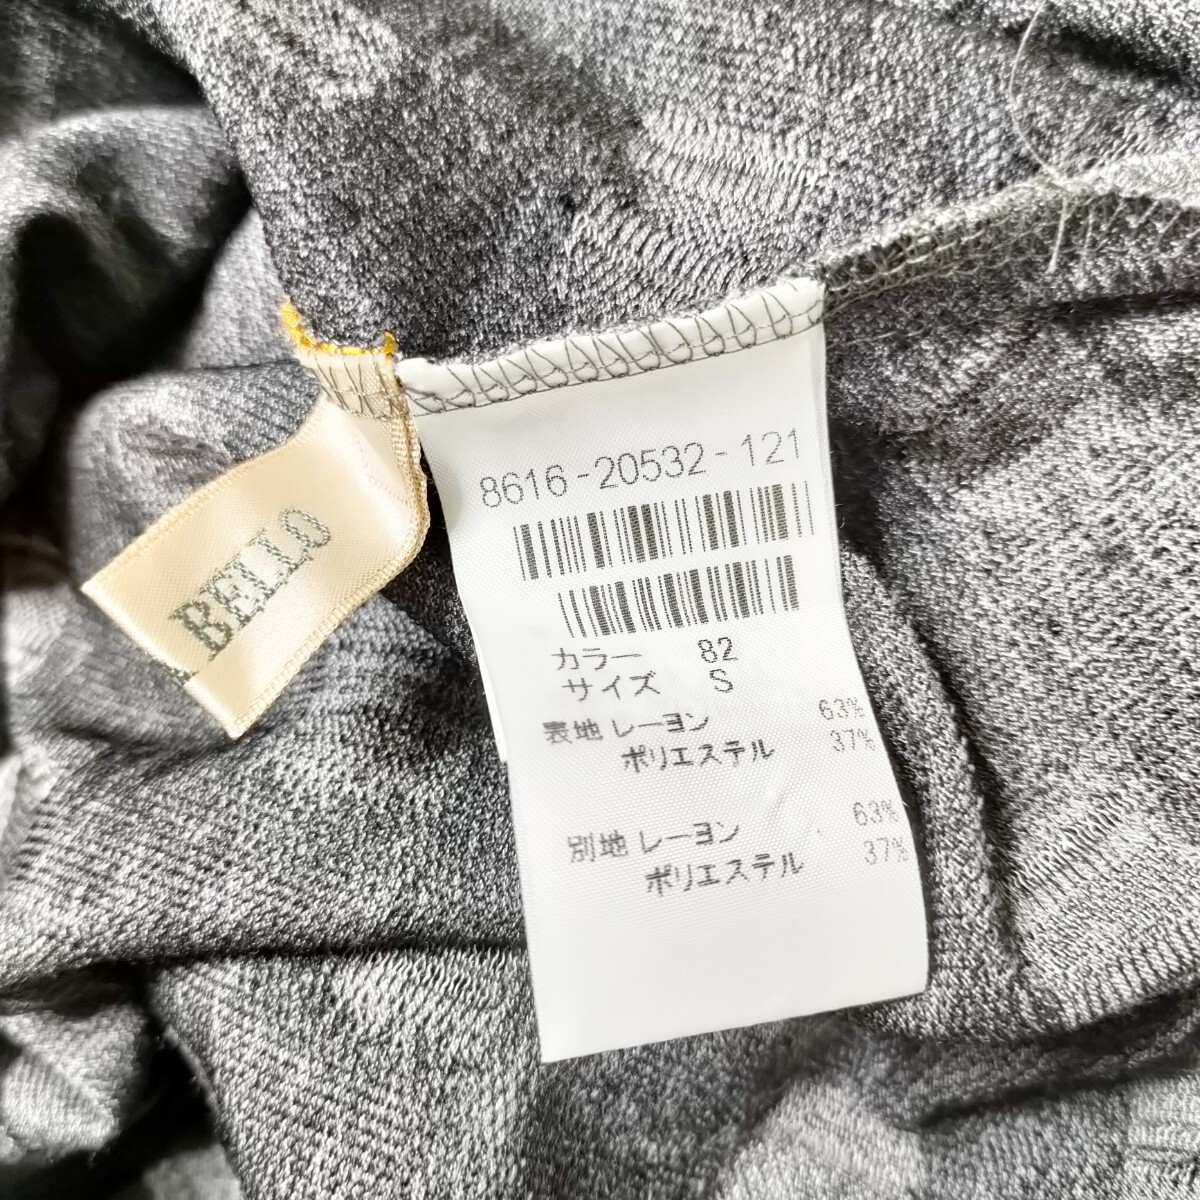 BELLO
8616-20532-121
カラー 82
サイズ S
表地 レーヨン 63%
ポリエステル 37%
別地 レーヨン 63%
ポリエステル 37%